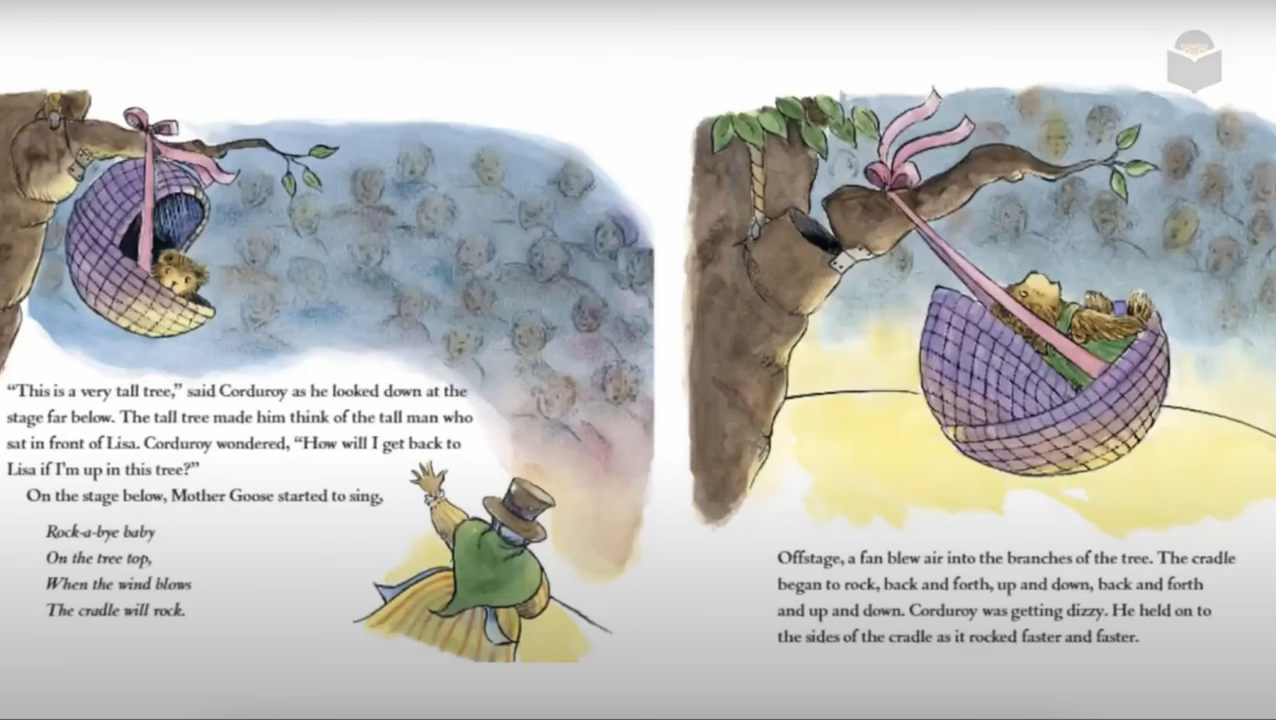 “This is a very tall tree,” said Corduroy as he looked down at the
stage far below. The tall tree made him think of the tall man who
sat in front of Lisa. Corduroy wondered, “How will I get back to
Lisa if I’m up in this tree?”
On the stage below, Mother Goose started to sing,
Rock-a-bye baby
On the tree top,
When the wind blows
The cradle will rock.
Offstage, a fan blew air into the branches of the tree. The cradle
began to rock, back and forth, up and down, back and forth
and up and down. Corduroy was getting dizzy. He held on to
the sides of the cradle as it rocked faster and faster.